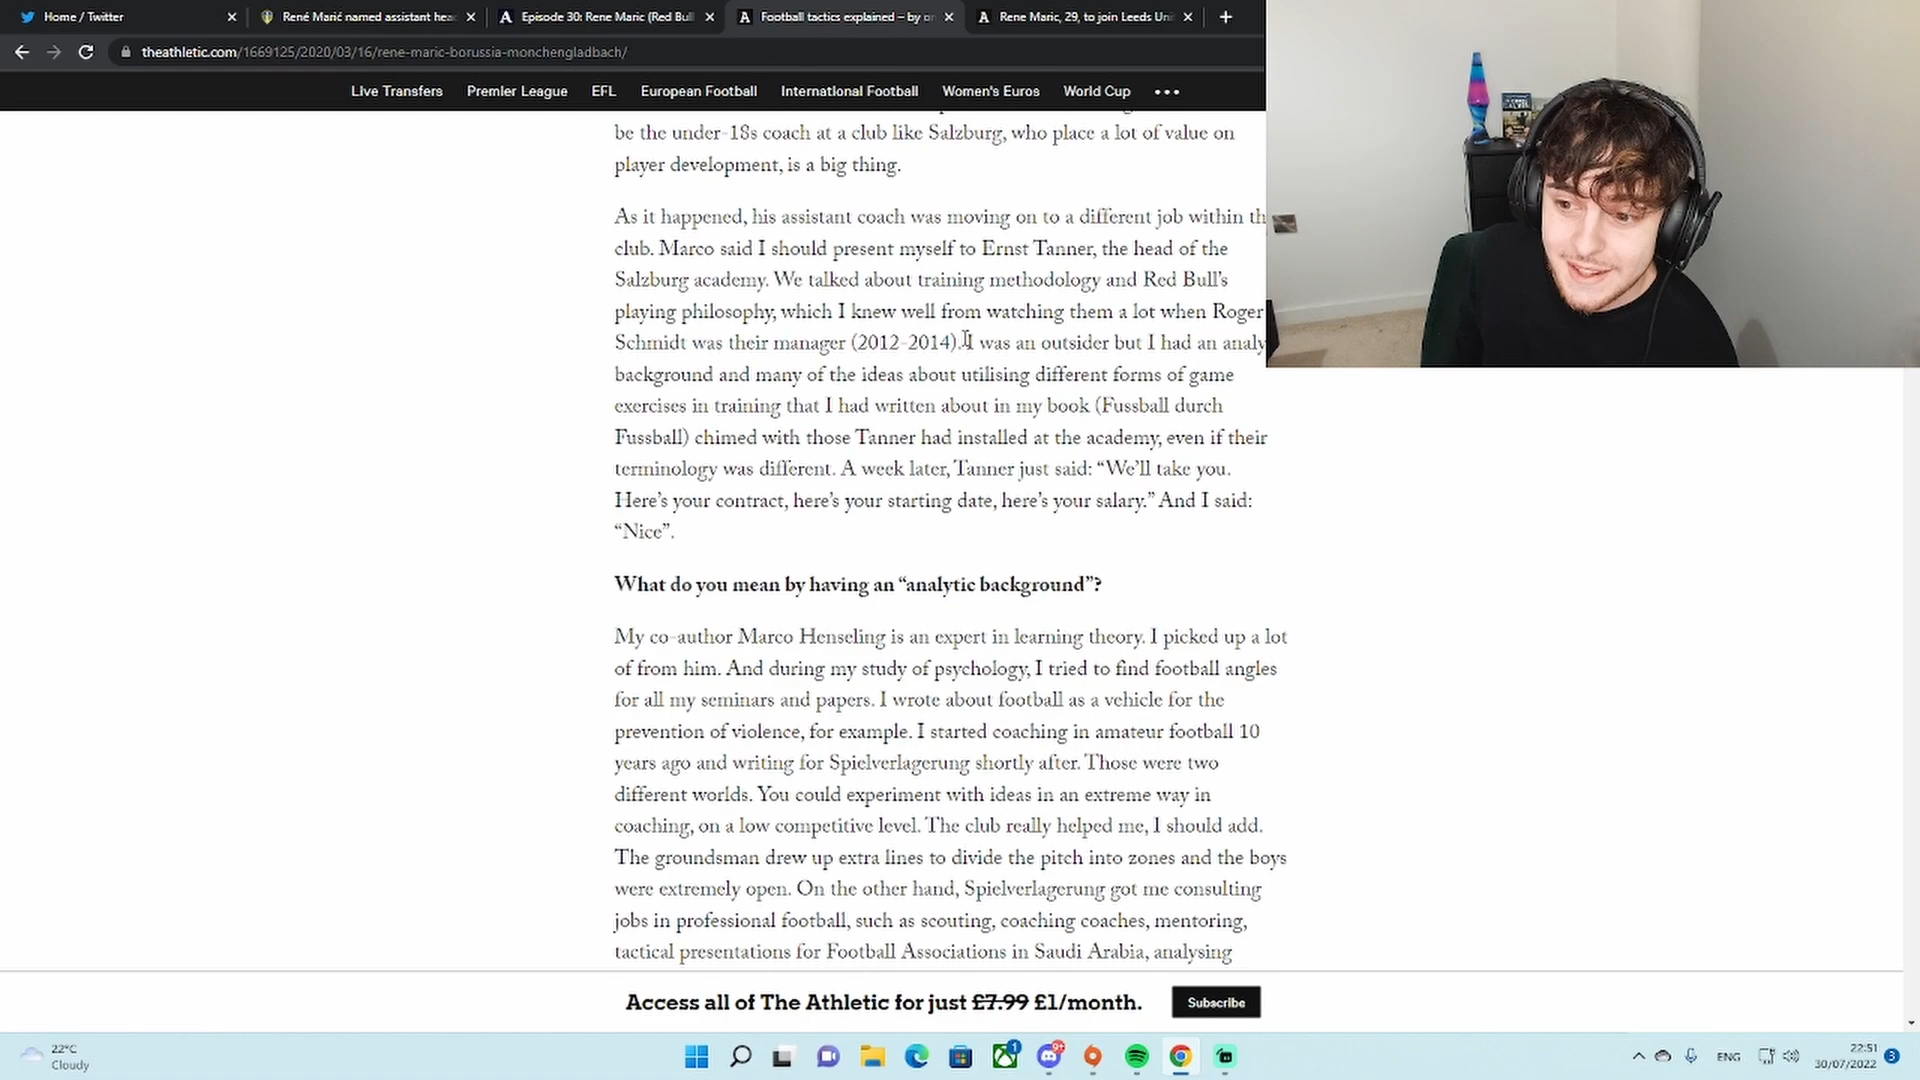 Home / Twitter
René Marić named assistant hea
Episode 30: Rene Maric (Red Bull
Football tactics explained – by on
Rene Maric, 29, to join Leeds Uni
theathletic.com/1669125/2020/03/16/rene-maric-borussia-monchengladbach/
Live Transfers Premier League EFL European Football International Football Women's Euros World Cup
be the under-18s coach at a club like Salzburg, who place a lot of value on
player development, is a big thing.
As it happened, his assistant coach was moving on to a different job within th
club. Marco said I should present myself to Ernst Tanner, the head of the
Salzburg academy. We talked about training methodology and Red Bull's
playing philosophy, which I knew well from watching them a lot when Roger
Schmidt was their manager (2012-2014). I was an outsider but I had an analy
background and many of the ideas about utilising different forms of game
exercises in training that I had written about in my book (Fussball durch
Fussball) chimed with those Tanner had installed at the academy, even if their
terminology was different. A week later, Tanner just said: “We'll take you.
Here's your contract, here's your starting date, here's your salary.” And I said:
“Nice”.
What do you mean by having an “analytic background”?
My co-author Marco Henseling is an expert in learning theory. I picked up a lot
of from him. And during my study of psychology, I tried to find football angles
for all my seminars and papers. I wrote about football as a vehicle for the
prevention of violence, for example. I started coaching in amateur football 10
years ago and writing for Spielverlagerung shortly after. Those were two
different worlds. You could experiment with ideas in an extreme way in
coaching, on a low competitive level. The club really helped me, I should add.
The groundsman drew up extra lines to divide the pitch into zones and the boys
were extremely open. On the other hand, Spielverlagerung got me consulting
jobs in professional football, such as scouting, coaching coaches, mentoring,
tactical presentations for Football Associations in Saudi Arabia, analysing
Access all of The Athletic for just £7.99 £1/month. Subscribe
22°C
Cloudy
1
9+
ENG
22:51
30/07/2022
3